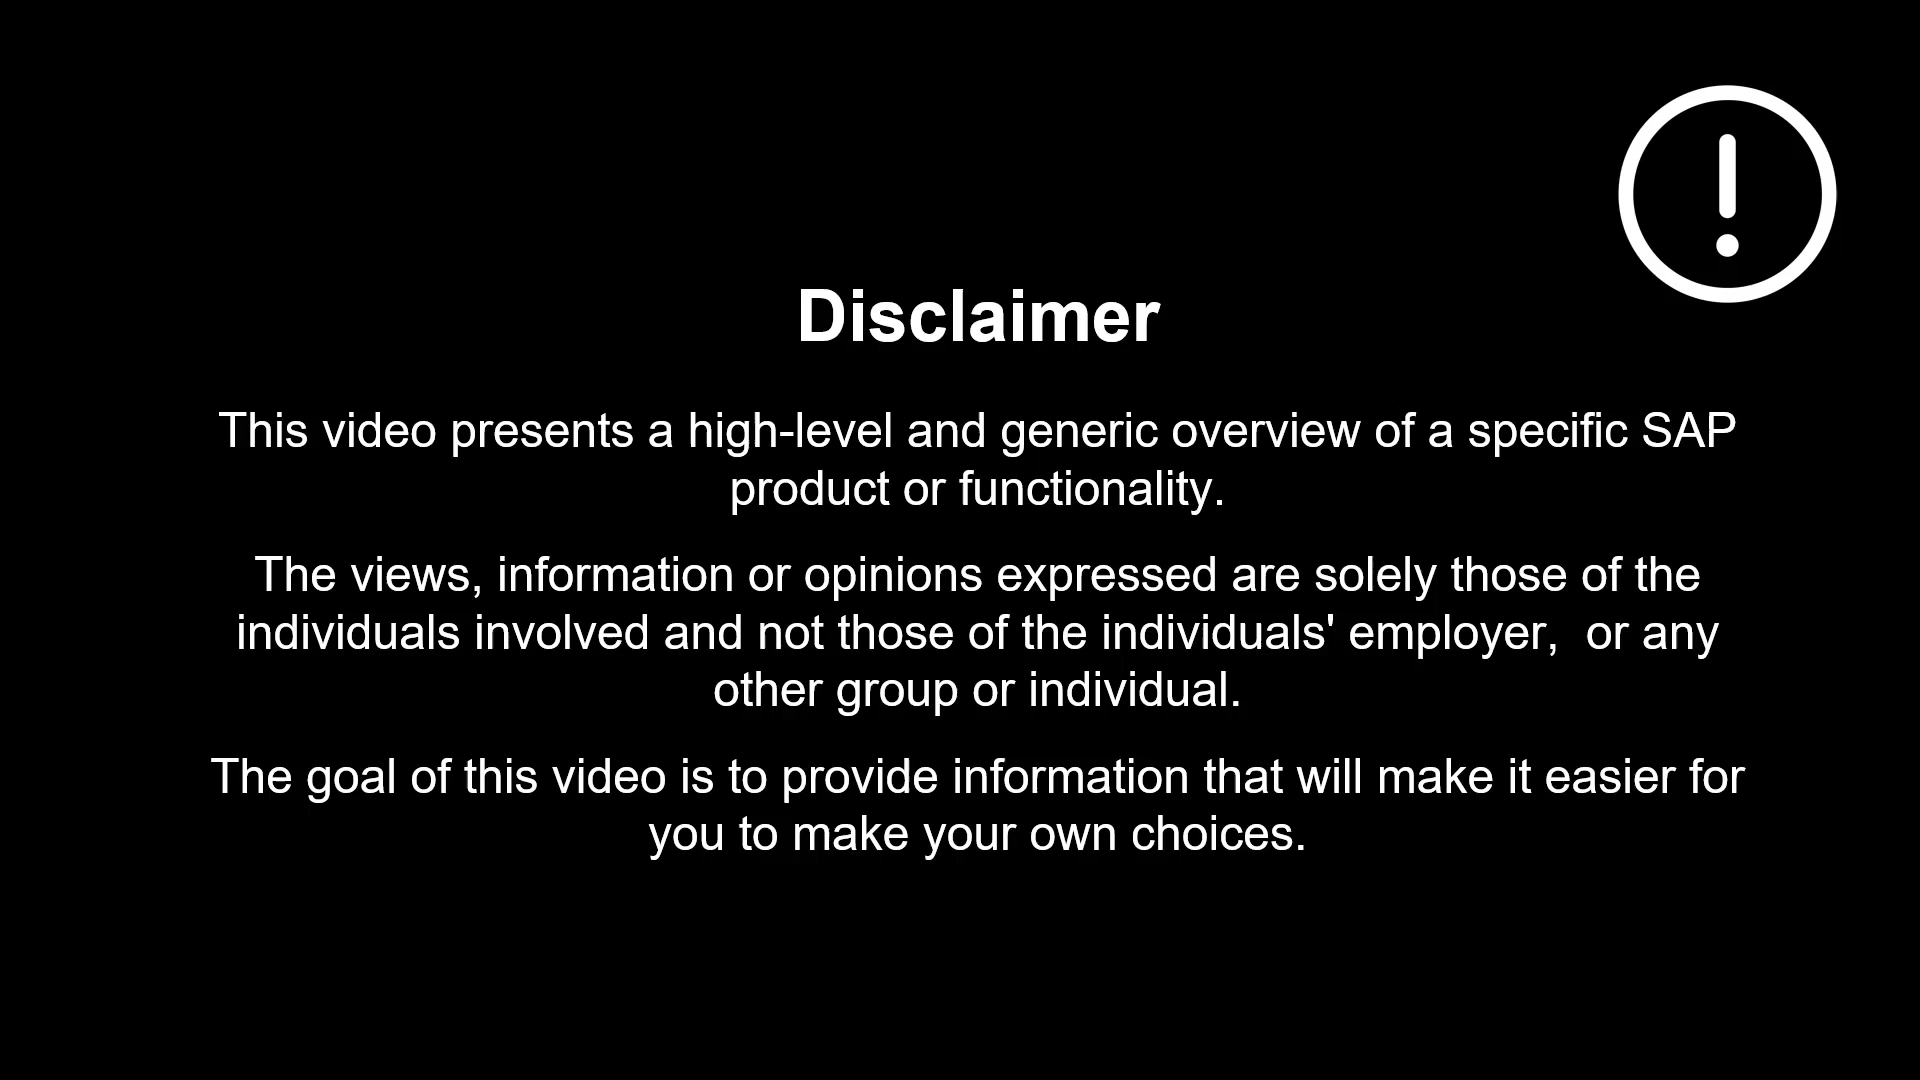 Disclaimer
This video presents a high-level and generic overview of a specific SAP
product or functionality.
The views, information or opinions expressed are solely those of the
individuals involved and not those of the individuals' employer,  or any
other group or individual.
The goal of this video is to provide information that will make it easier for
you to make your own choices.